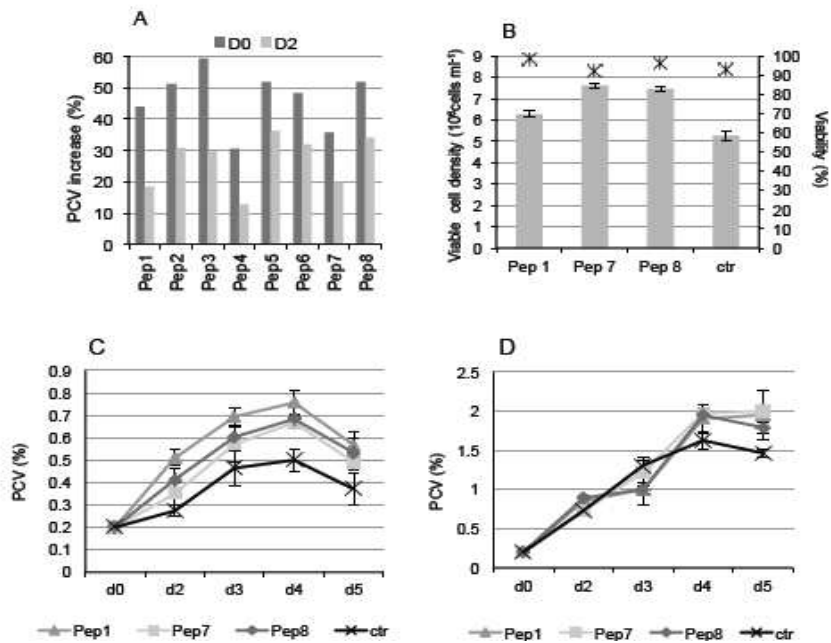 A
D0 D2
PCV increase (%)
60
50
40
30
20
10
0
Pep1 Pep2 Pep3 Pep4 Pep5 Pep6 Pep7 Pep8
B
Viable cell density (10⁶cells ml⁻¹)
9
8
7
6
5
4
3
2
1
0
100
90
80
70
60
50
40
30
20
10
0
Viability (%)
Pep 1 Pep 7 Pep 8 ctr
C
PCV (%)
0.9
0.8
0.7
0.6
0.5
0.4
0.3
0.2
0.1
0
d0 d2 d3 d4 d5
Pep1 Pep7 Pep8 ctr
D
PCV (%)
2.5
2
1.5
1
0.5
0
d0 d2 d3 d4 d5
Pep1 Pep7 Pep8 ctr